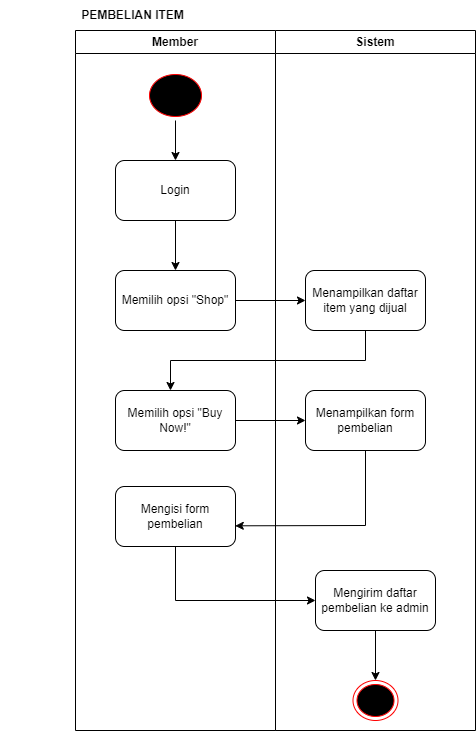 PEMBELIAN ITEM
Member
Sistem
Login
Memilih opsi "Shop"
Menampilkan daftar
item yang dijual
Memilih opsi "Buy
Now!"
Menampilkan form
pembelian
Mengisi form
pembelian
Mengirim daftar
pembelian ke admin